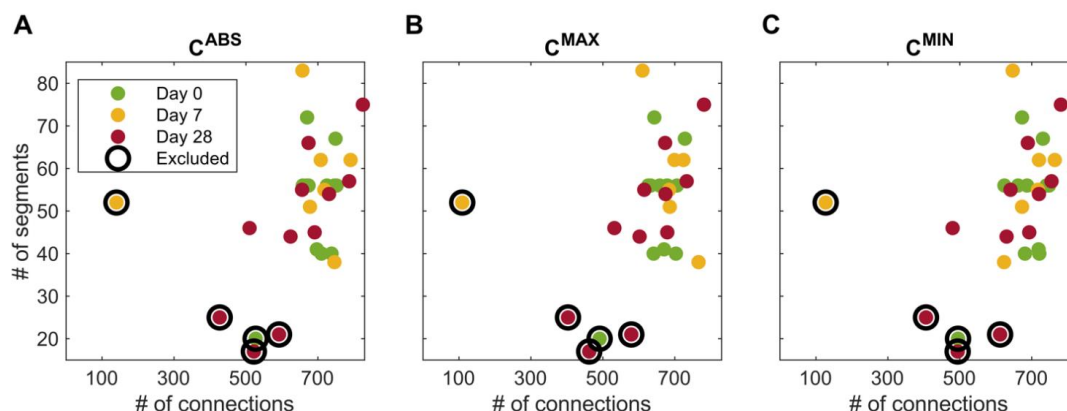 A
C^ABS
B
C^MAX
C
C^MIN
# of segments
80
70
60
50
40
30
20
Day 0
Day 7
Day 28
Excluded
100 300 500 700
100 300 500 700
100 300 500 700
# of connections
# of connections
# of connections